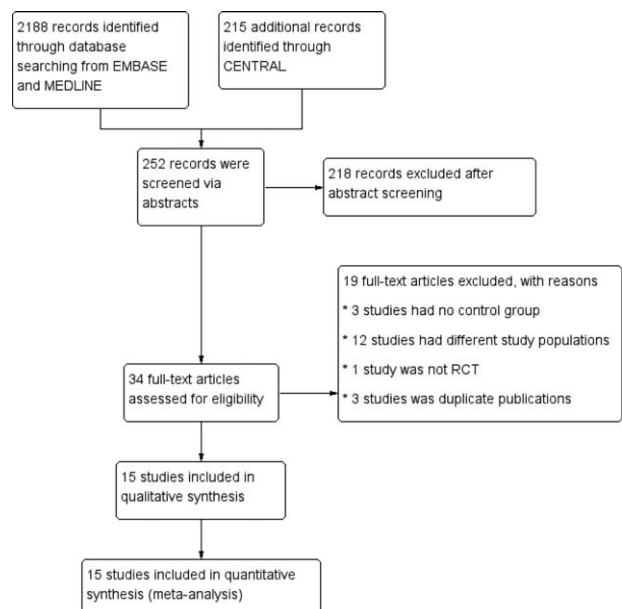 2188 records identified
through database
searching from EMBASE
and MEDLINE
215 additional records
identified through
CENTRAL
252 records were
screened via
abstracts
218 records excluded after
abstract screening
19 full-text articles excluded, with reasons
* 3 studies had no control group
* 12 studies had different study populations
* 1 study was not RCT
* 3 studies was duplicate publications
34 full-text articles
assessed for eligibility
15 studies included in
qualitative synthesis
15 studies included in quantitative
synthesis (meta-analysis)